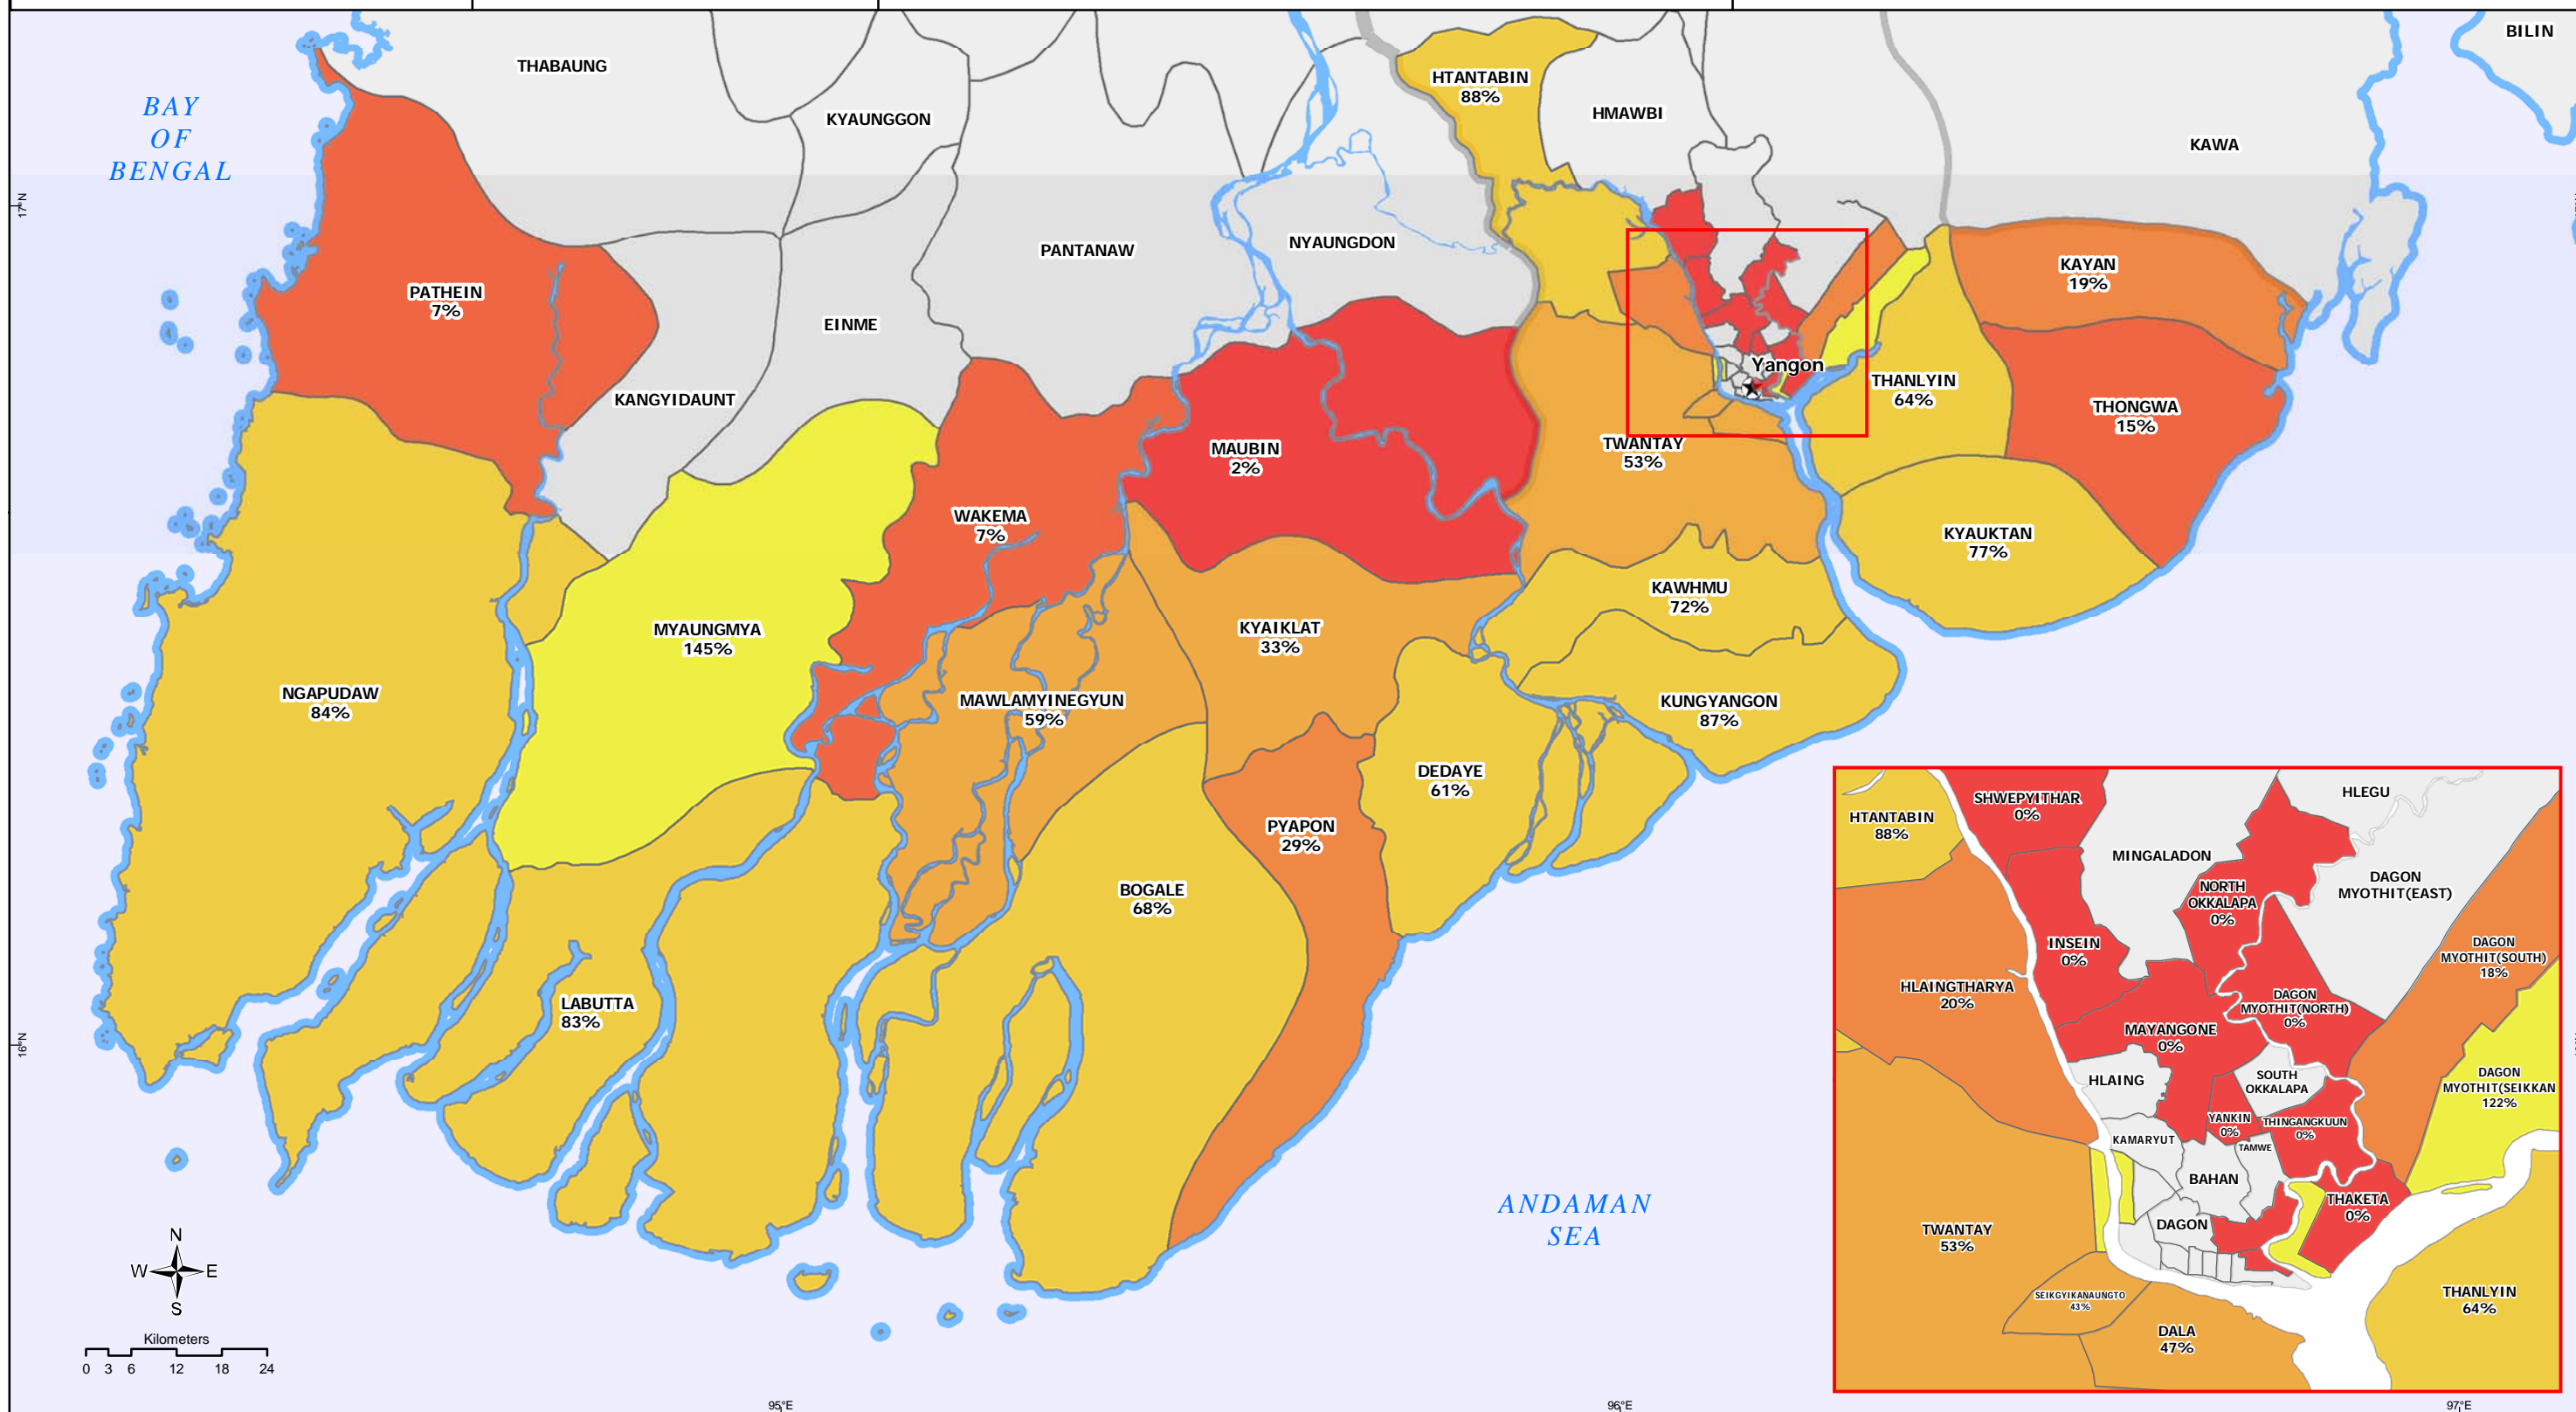 BILIN
THABAUNG
HTANTABIN
88%
BAY
OF
BENGAL
KYAUNGGON
HMAWBI
KAWA
17°N
PANTANAW
NYAUNGDON
KAYAN
19%
PATHEIN
7%
EINME
Yangon
KANGYIDAUNT
THANLYIN
64%
THONGWA
15%
MAUBIN
2%
TWANTAY
53%
WAKEMA
7%
KYAUKTAN
77%
KAWHMU
72%
MYAUNGMYA
145%
KYAIKLAT
33%
NGAPUDAW
84%
MAWLAMYINEGYUN
59%
KUNGYANGON
87%
DEDAYE
61%
PYAPON
29%
BOGALE
68%
LABUTTA
83%
16°N
ANDAMAN
SEA
N
W E
S
Kilometers
0 3 6 12 18 24
95°E
96°E
97°E
SHWEPYITHAR
0%
HLEGU
HTANTABIN
88%
MINGALADON
DAGON
MYOTHIT(EAST)
NORTH
OKKALAPA
0%
INSEIN
0%
DAGON
MYOTHIT(SOUTH)
18%
HLAINGTHARYA
20%
DAGON
MYOTHIT(NORTH)
0%
MAYANGONE
0%
HLAING
SOUTH
OKKALAPA
DAGON
MYOTHIT(SEIKKAN
122%
YANKIN
0%
THINGANGKUUN
0%
KAMARYUT
TAMWE
BAHAN
THAKETA
0%
DAGON
TWANTAY
53%
SEIKGYIKANAUNGTO
43%
THANLYIN
64%
DALA
47%